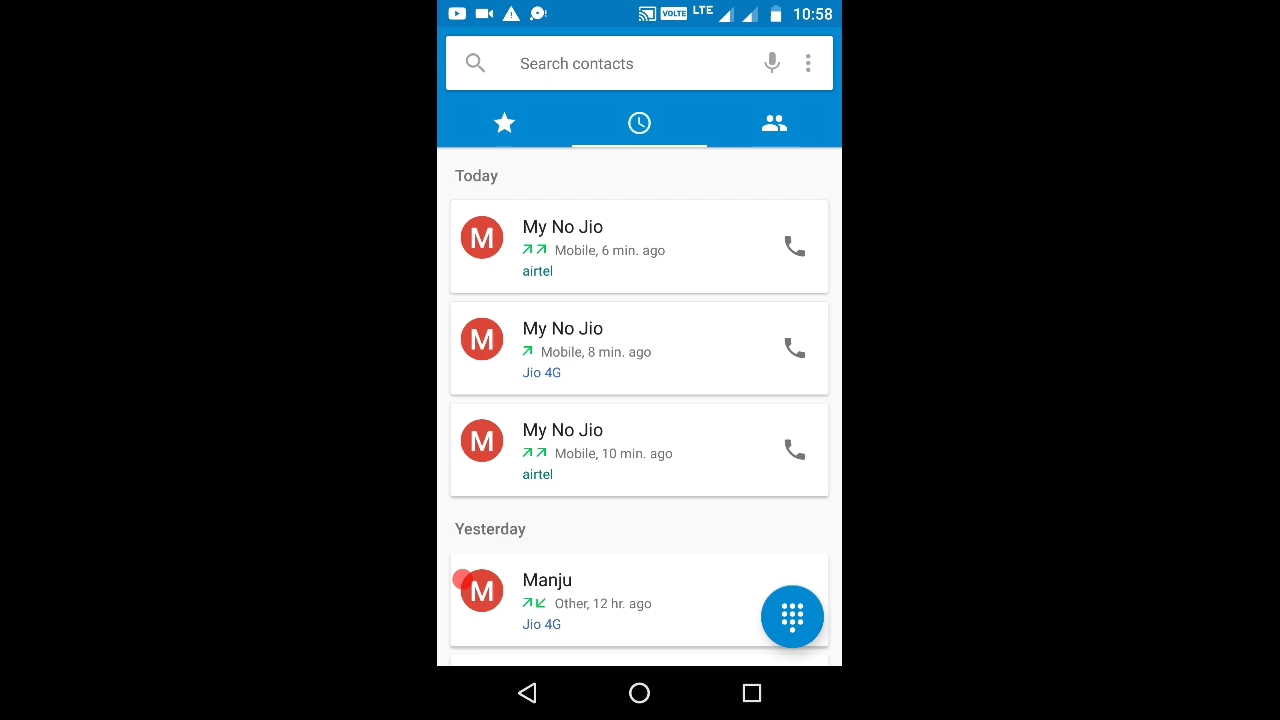 VOLTE LTE 10:58
Search contacts
Today
M My No Jio
Mobile, 6 min. ago
airtel
M My No Jio
Mobile, 8 min. ago
Jio 4G
M My No Jio
Mobile, 10 min. ago
airtel
Yesterday
M Manju
Other, 12 hr. ago
Jio 4G